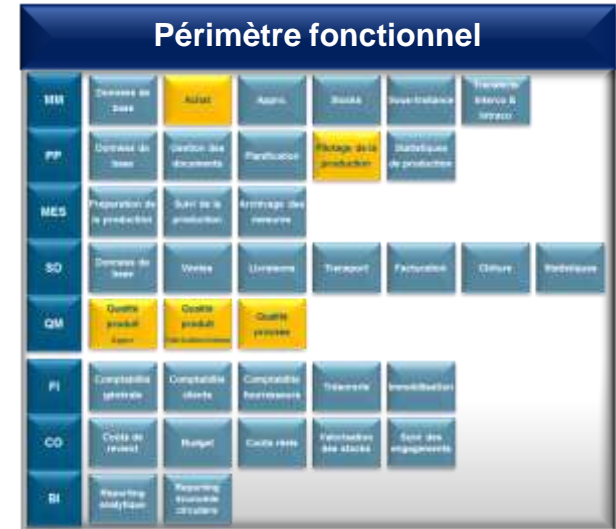 Périmètre fonctionnel
MM
Données de
base
Achat
Appro.
Stocks
Sous-traitance
Transferts
Interco &
Intraco
PP
Données de
base
Gestion des
documents
Planification
Pilotage de la
production
Statistiques
de production
MES
Préparation de
la production
Suivi de la
production
Archivage des
mesures
SD
Données de
base
Ventes
Livraisons
Transport
Facturation
Clôture
Statistiques
QM
Qualité
produit
Qualité
produit
Qualité
process
FI
Comptabilité
générale
Comptabilité
clients
Comptabilité
fournisseurs
Trésorerie
Immobilisation
CO
Coûts de
revient
Budget
Coûts réels
Valorisation
des stocks
Suivi des
engagements
BI
Reporting
analytique
Reporting
économie
circulaire